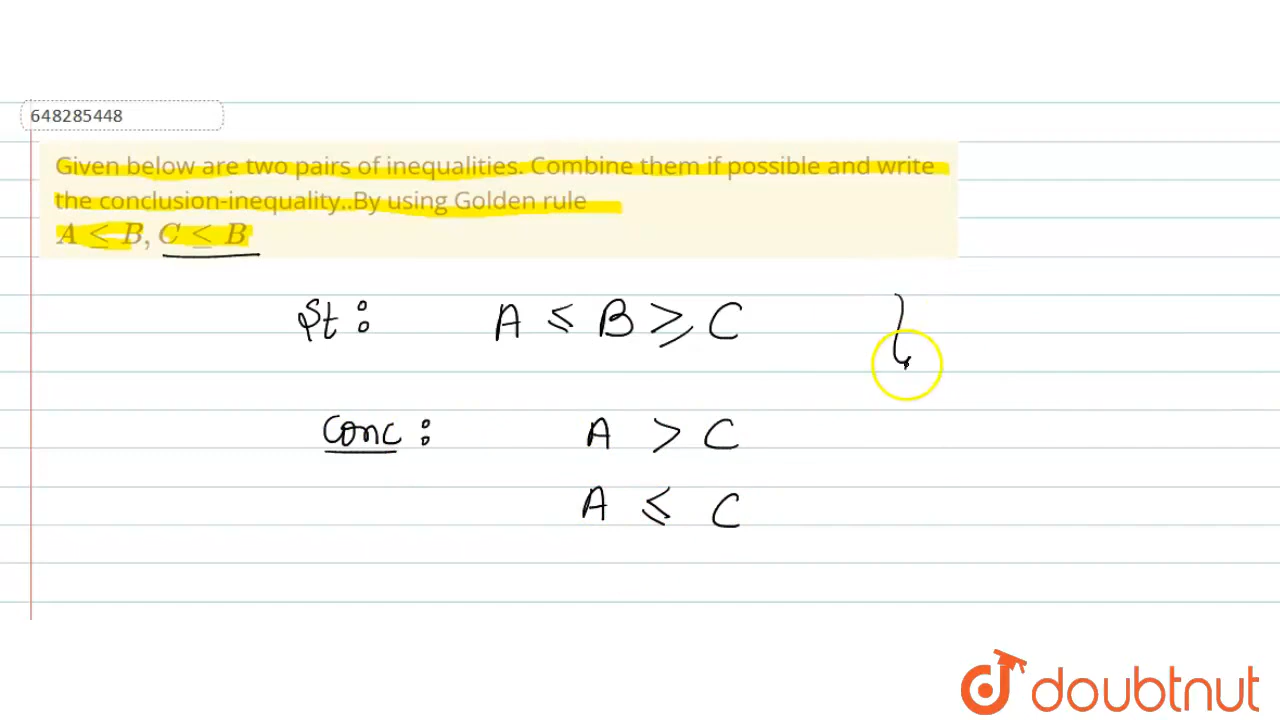 648285448
Given below are two pairs of inequalities. Combine them if possible and write
the conclusion-inequality..By using Golden rule
A ≤ B, C ≤ B
St: A ≤ B ≥ C
Conc: A > C
A ≤ C
doubtnut